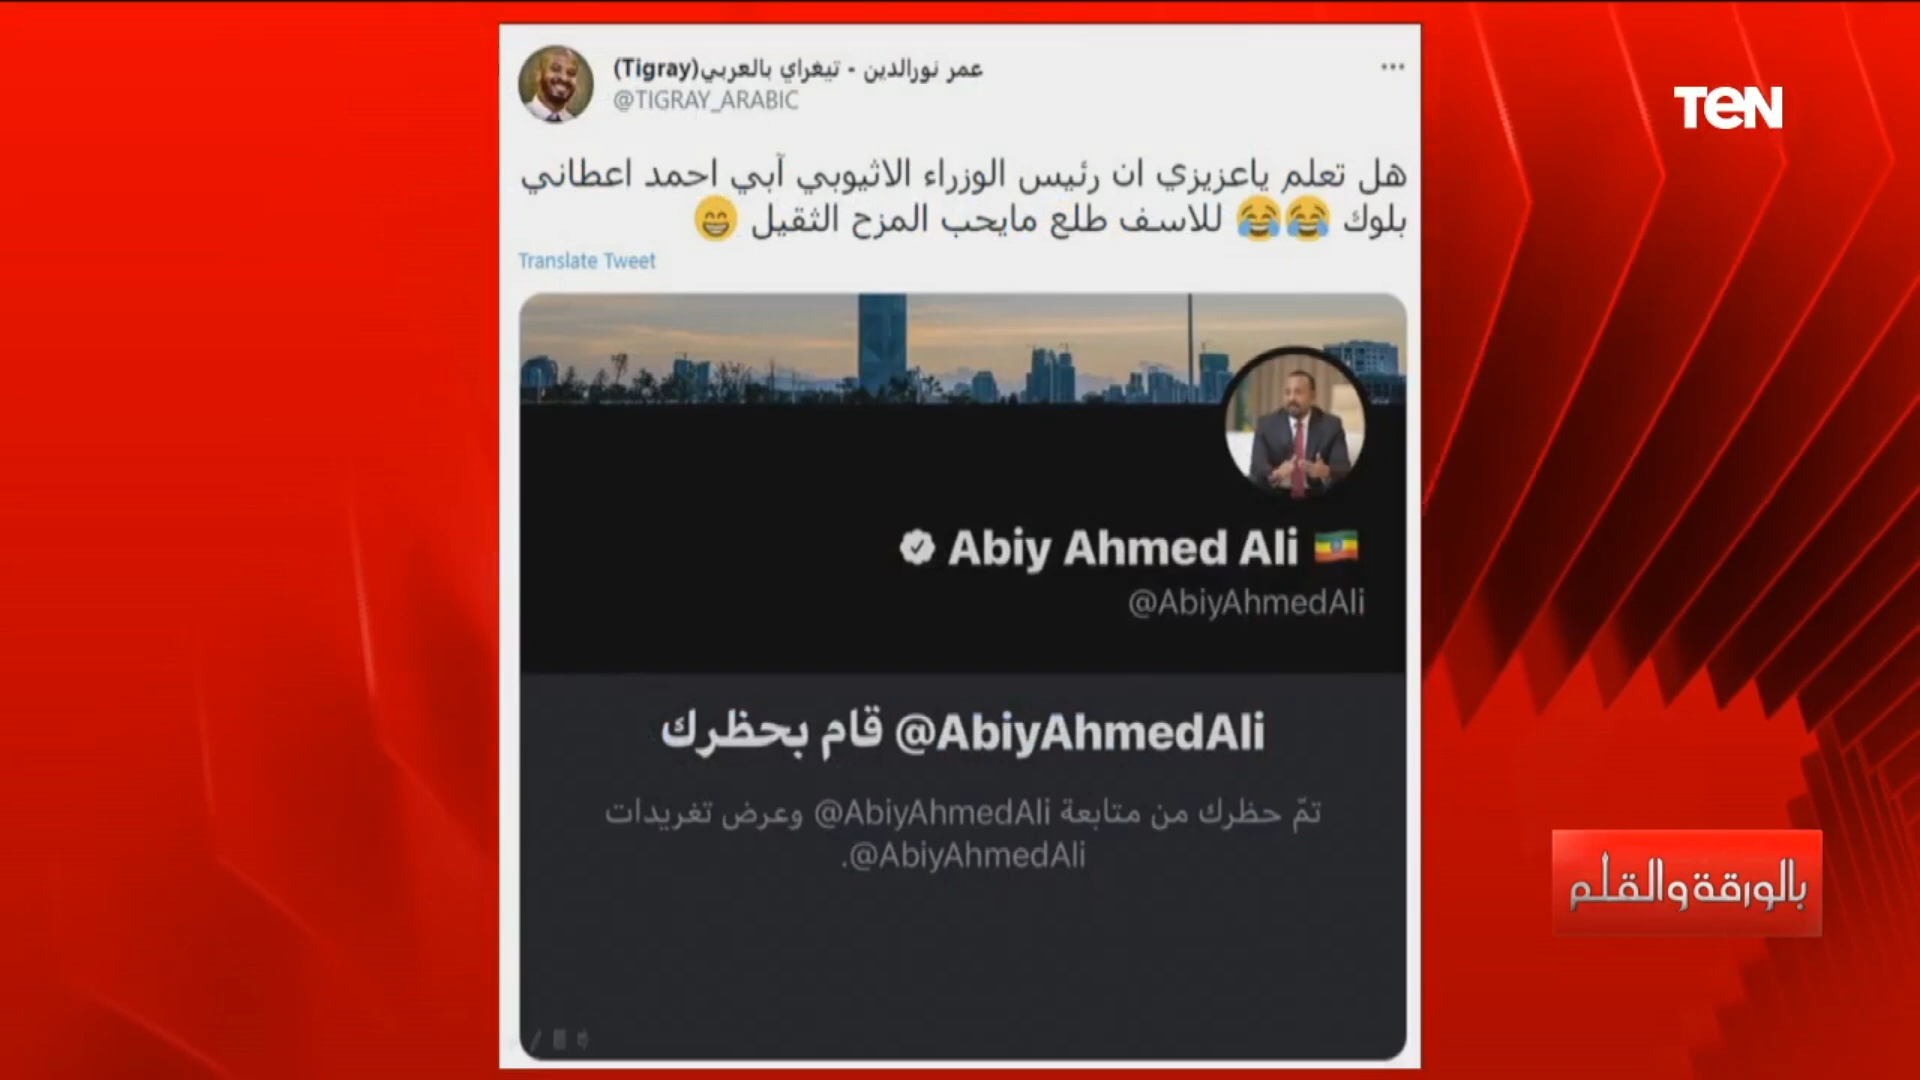 عمر نورالدين - تيغراي بالعربي(Tigray)
@TIGRAY_ARABIC
TeN
هل تعلم ياعزيزي ان رئيس الوزراء الاثيوبي آبي احمد اعطاني
بلوك 😂😂 للاسف طلع مايحب المزح الثقيل 😁
Translate Tweet
Abiy Ahmed Ali 🇪🇹
@AbiyAhmedAli
@AbiyAhmedAli قام بحظرك
تمّ حظرك من متابعة @AbiyAhmedAli وعرض تغريدات
@AbiyAhmedAli.
بالورقة والقلم